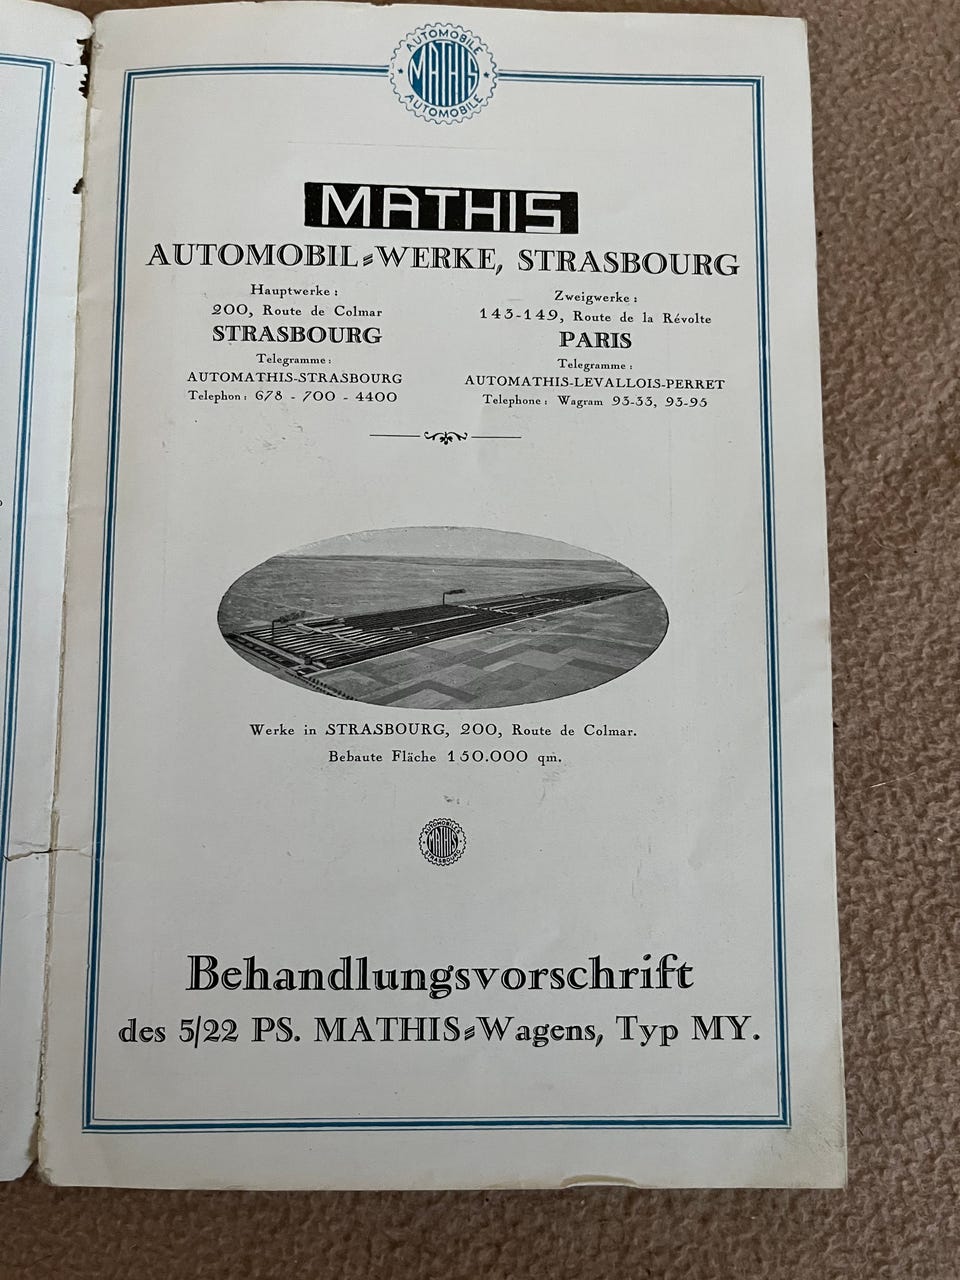 AUTOMOBILE
MATHIS
AUTOMOBILE
MATHIS
AUTOMOBIL=WERKE, STRASBOURG
Hauptwerke :
200, Route de Colmar
STRASBOURG
Telegramme :
AUTOMATHIS-STRASBOURG
Telephon : 678 - 700 - 4400
Zweigwerke :
143-149, Route de la Révolte
PARIS
Telegramme :
AUTOMATHIS-LEVALLOIS-PERRET
Telephone : Wagram 93-33, 93-95
Werke in STRASBOURG, 200, Route de Colmar.
Bebaute Fläche 150.000 qm.
AUTOMOBILES
MATHIS
STRASBOURG
Behandlungsvorschrift
des 5/22 PS. MATHIS=Wagens, Typ MY.